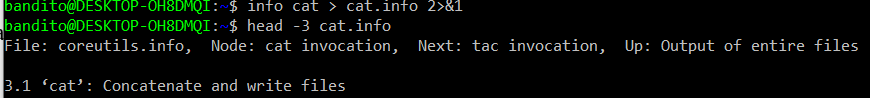 bandito@DESKTOP-OH8DMQI:~$ info cat > cat.info 2>&1
bandito@DESKTOP-OH8DMQI:~$ head -3 cat.info
File: coreutils.info,  Node: cat invocation,  Next: tac invocation,  Up: Output of entire files
3.1 ‘cat’: Concatenate and write files